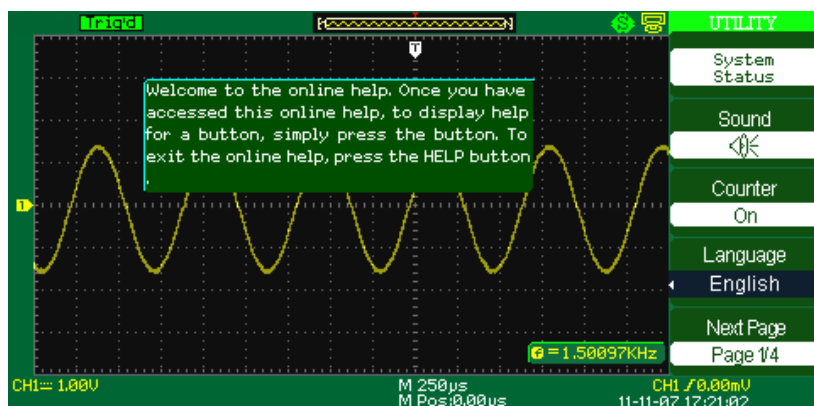 Trig'd
UTILITY
T
System
Status
Welcome to the online help. Once you have
accessed this online help, to display help
for a button, simply press the button. To
exit the online help, press the HELP button
.
Sound
Counter
On
1
Language
English
Next Page
Page 1/4
f = 1.50097KHz
CH1 1.00V
M 250μs
M Pos:0.00μs
CH1 0.00mV
11-11-07 17:21:02